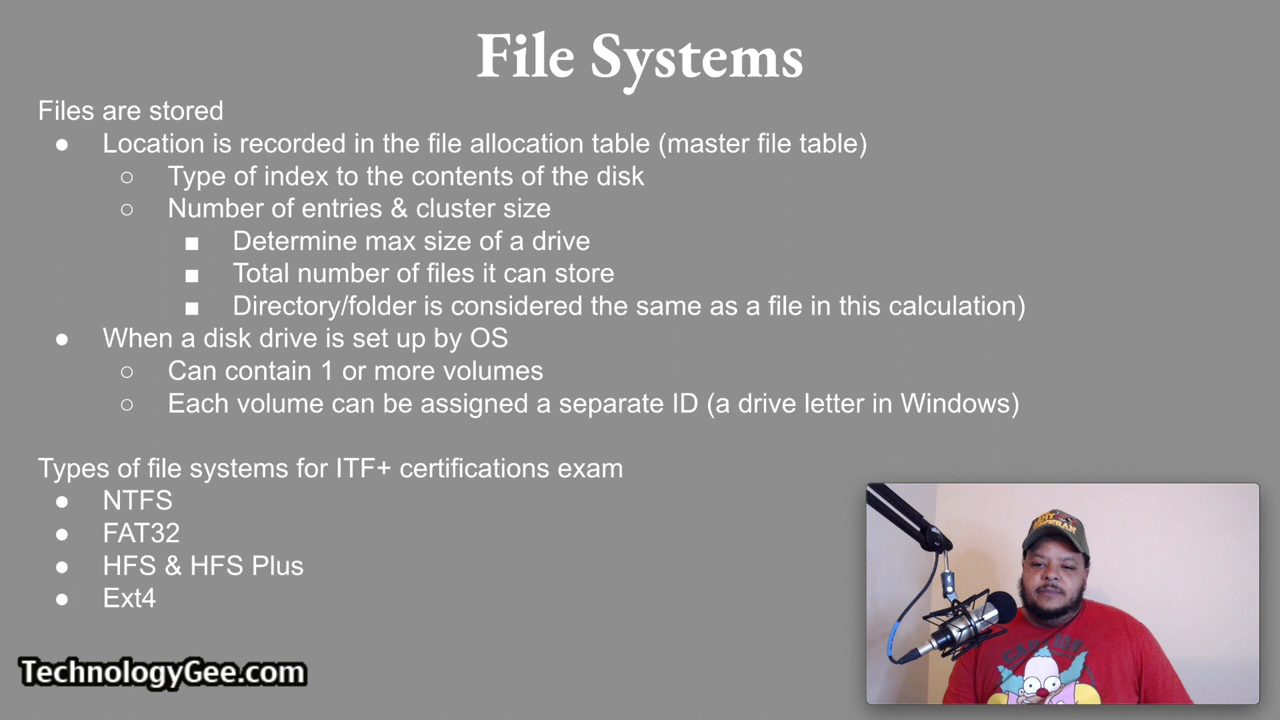 File Systems
Files are stored
● Location is recorded in the file allocation table (master file table)
○ Type of index to the contents of the disk
○ Number of entries & cluster size
■ Determine max size of a drive
■ Total number of files it can store
■ Directory/folder is considered the same as a file in this calculation)
● When a disk drive is set up by OS
○ Can contain 1 or more volumes
○ Each volume can be assigned a separate ID (a drive letter in Windows)
Types of file systems for ITF+ certifications exam
● NTFS
● FAT32
● HFS & HFS Plus
● Ext4
TechnologyGee.com